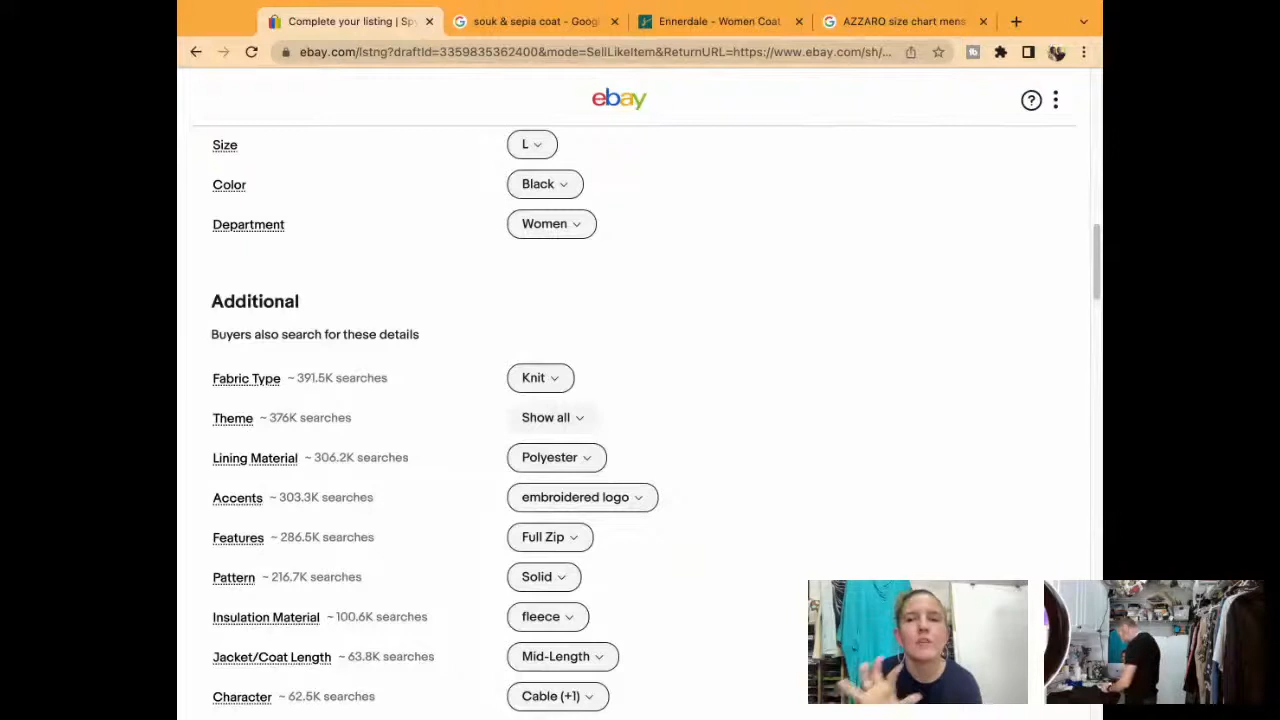 Complete your listing | Spy
souk & sepia coat - Goog
Ennerdale - Women Coat
AZZARO size chart mens
ebay.com/lstng?draftId=3359835362400&mode=SellLikeItem&ReturnURL=https://www.ebay.com/sh/...
ebay
Size L
Color Black
Department Women
Additional
Buyers also search for these details
Fabric Type ~ 391.5K searches Knit
Theme ~ 376K searches Show all
Lining Material ~ 306.2K searches Polyester
Accents ~ 303.3K searches embroidered logo
Features ~ 286.5K searches Full Zip
Pattern ~ 216.7K searches Solid
Insulation Material ~ 100.6K searches fleece
Jacket/Coat Length ~ 63.8K searches Mid-Length
Character ~ 62.5K searches Cable (+1)